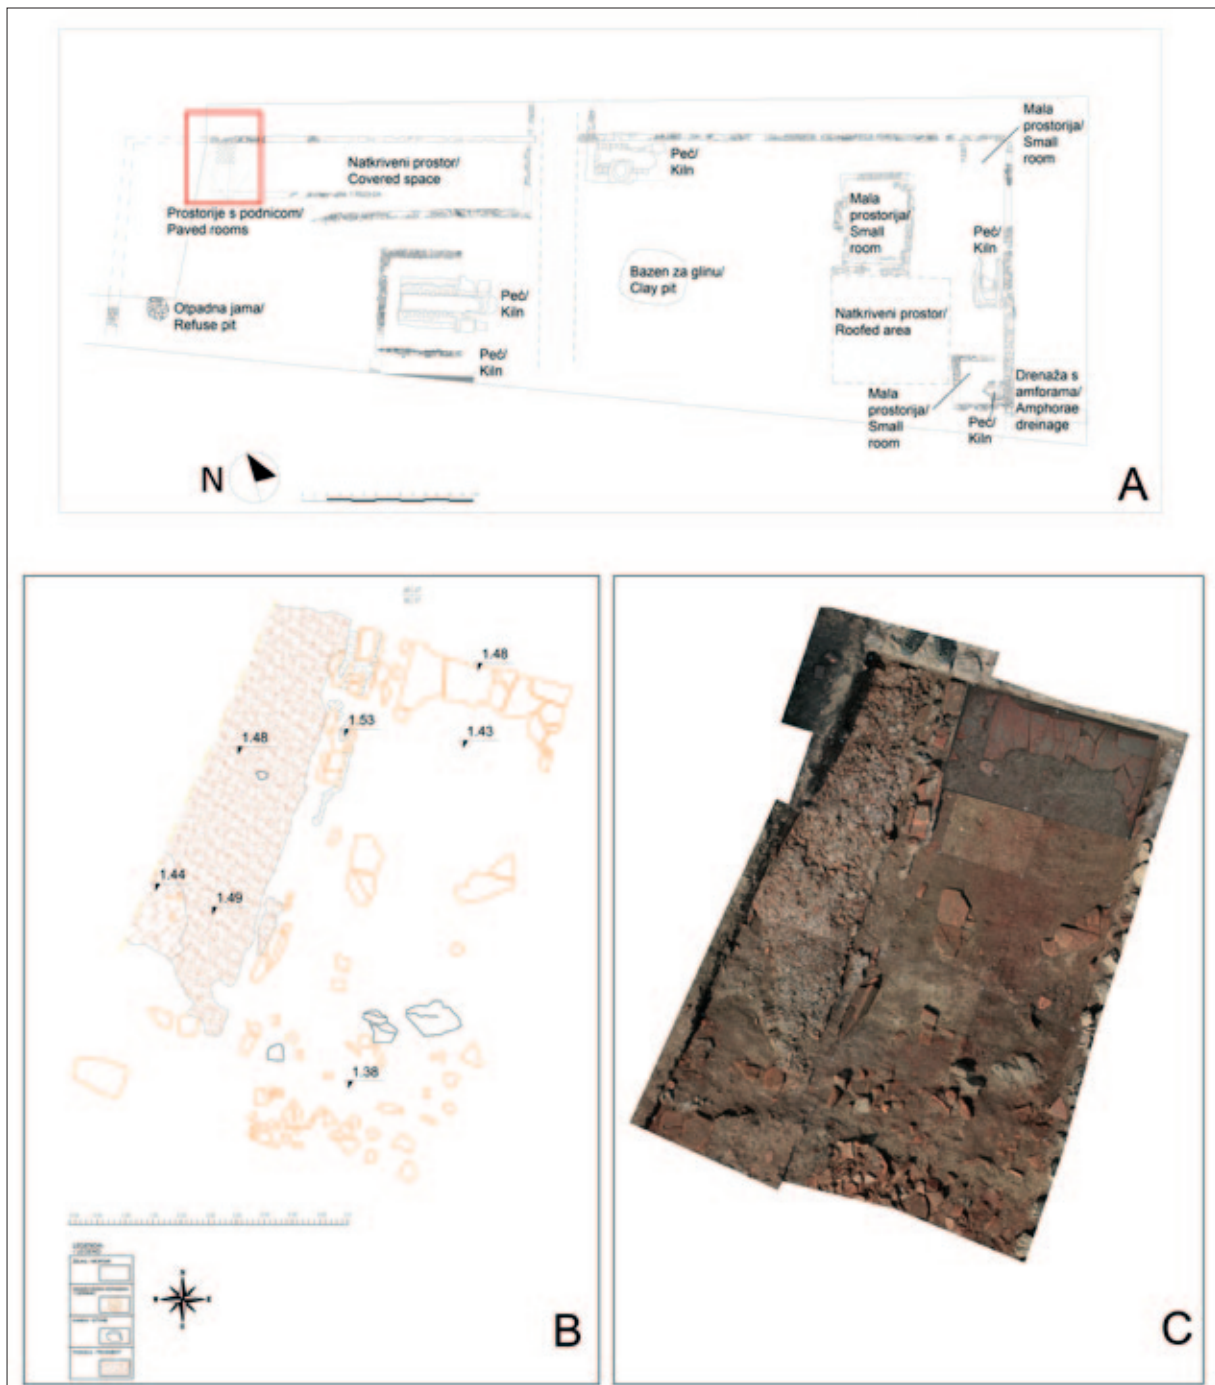 Mala
prostorija/
Small
room
Natkriveni prostor/
Covered space
Peć/
Kiln
Prostorije s podnicom/
Paved rooms
Mala
prostorija/
Small
room
Peć/
Kiln
Bazen za glinu/
Clay pit
Otpadna jama/
Refuse pit
Peć/
Kiln
Natkriveni prostor/
Roofed area
Peć/
Kiln
Mala
prostorija/
Small
room
Peć/
Kiln
Drenaža s
amforama/
Amphorae
dreinage
N
A
1.48
1.53
1.43
1.48
1.44
1.49
1.38
B
C